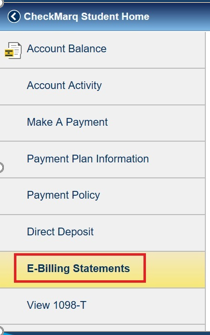 CheckMarq Student Home
Account Balance
Account Activity
Make A Payment
Payment Plan Information
Payment Policy
Direct Deposit
E-Billing Statements
View 1098-T